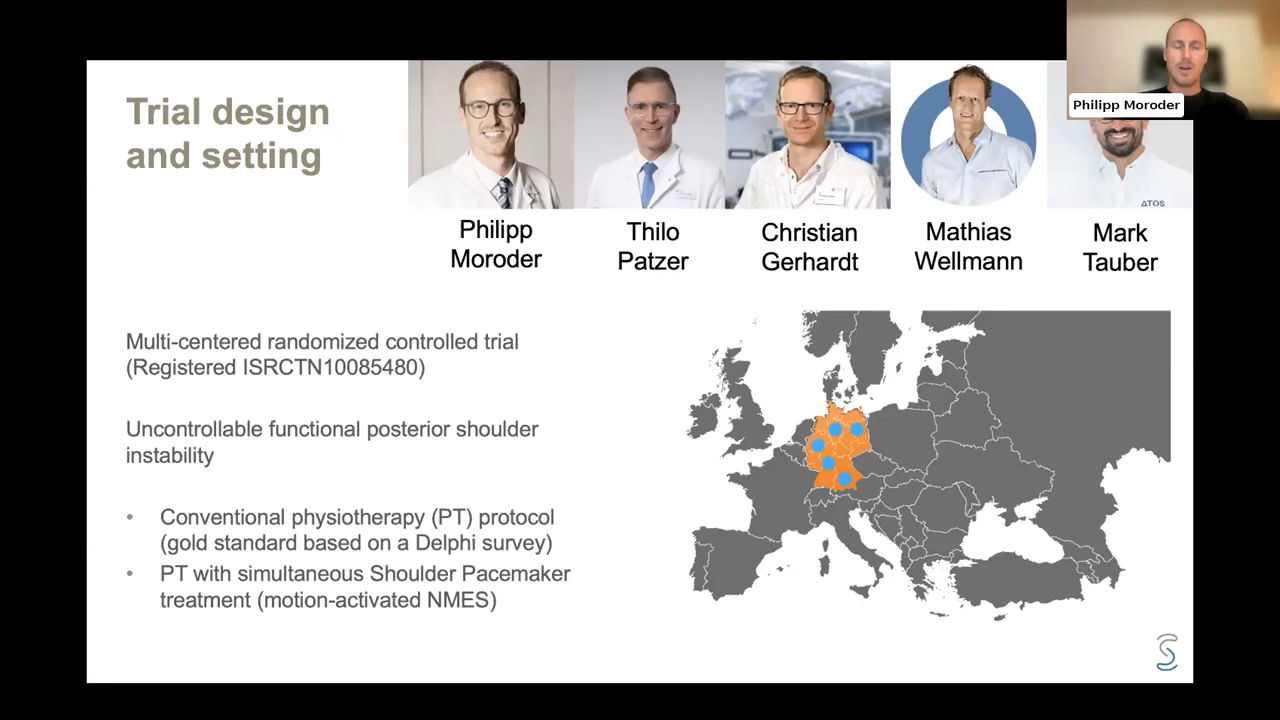 Philipp Moroder
Trial design
and setting
ATOS
Philipp
Moroder
Thilo
Patzer
Christian
Gerhardt
Mathias
Wellmann
Mark
Tauber
Multi-centered randomized controlled trial
(Registered ISRCTN10085480)
Uncontrollable functional posterior shoulder
instability
• Conventional physiotherapy (PT) protocol
(gold standard based on a Delphi survey)
• PT with simultaneous Shoulder Pacemaker
treatment (motion-activated NMES)